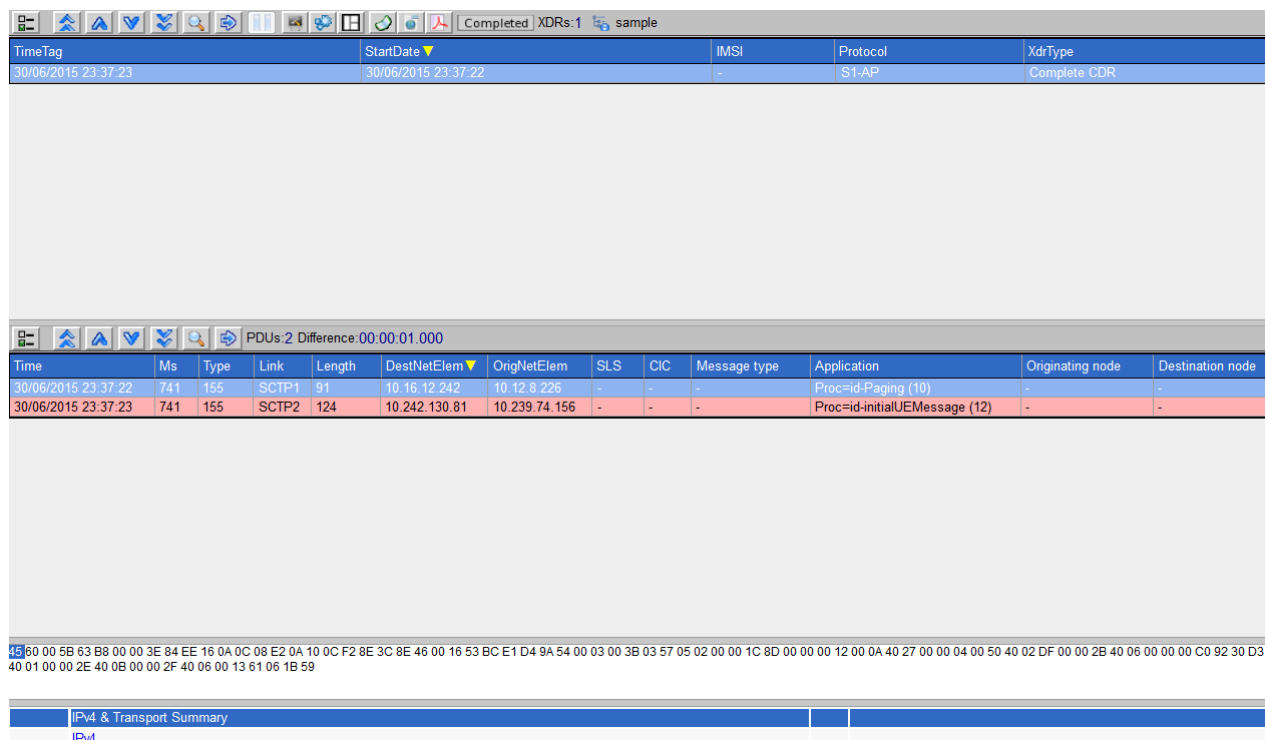 Completed XDRs:1 sample
TimeTag StartDate IMSI Protocol XdrType
30/06/2015 23:37:23 30/06/2015 23:37:22 - S1-AP Complete CDR
PDUs:2 Difference:00:00:01.000
Time Ms Type Link Length DestNetElem OrigNetElem SLS CIC Message type Application Originating node Destination node
30/06/2015 23:37:22 741 155 SCTP1 91 10.16.12.242 10.12.8.226 - - - Proc=id-Paging (10) - -
30/06/2015 23:37:23 741 155 SCTP2 124 10.242.130.81 10.239.74.156 - - - Proc=id-initialUEMessage (12) - -
45 60 00 5B 63 B8 00 00 3E 84 EE 16 0A 0C 08 E2 0A 10 0C F2 8E 3C 8E 46 00 16 53 BC E1 D4 9A 54 00 03 00 3B 03 57 05 02 00 00 1C 8D 00 00 00 12 00 0A 40 27 00 00 04 00 50 40 02 DF 00 00 2B 40 06 00 00 00 C0 92 30 D3
40 01 00 00 2E 40 0B 00 00 2F 40 06 00 13 61 06 1B 59
IPv4 & Transport Summary
IPv4